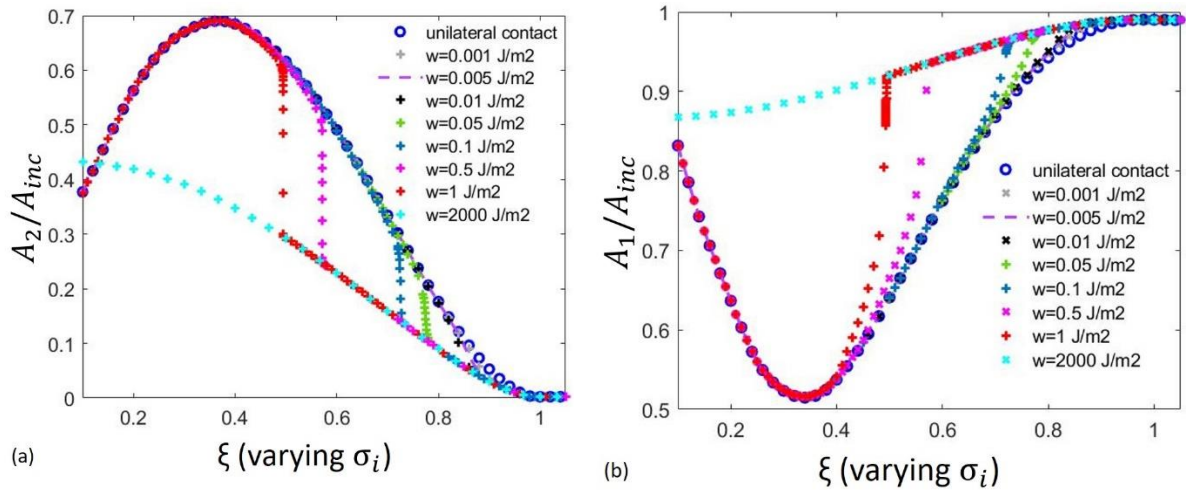 0.7
0.6
0.5
0.4
0.3
0.2
0.1
0
A₂/A_inc
unilateral contact
w=0.001 J/m2
w=0.005 J/m2
w=0.01 J/m2
w=0.05 J/m2
w=0.1 J/m2
w=0.5 J/m2
w=1 J/m2
w=2000 J/m2
0.2 0.4 0.6 0.8 1
(a)
ξ (varying σᵢ)
1
0.9
0.8
0.7
0.6
0.5
A₁/A_inc
unilateral contact
w=0.001 J/m2
w=0.005 J/m2
w=0.01 J/m2
w=0.05 J/m2
w=0.1 J/m2
w=0.5 J/m2
w=1 J/m2
w=2000 J/m2
0.2 0.4 0.6 0.8 1
(b)
ξ (varying σᵢ)